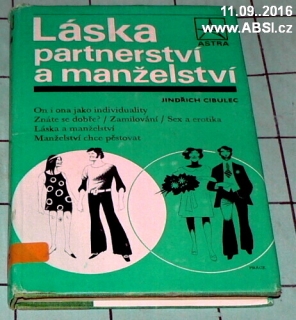 11.09..2016
www.ABSI.cz
Láska
partnerství
a manželství
ASTRA
JINDŘICH CIBULEC
On i ona jako individuality
Znáte se dobře? / Zamilování / Sex a erotika
Láska a manželství
Manželství chce pěstovat
PRÁCE